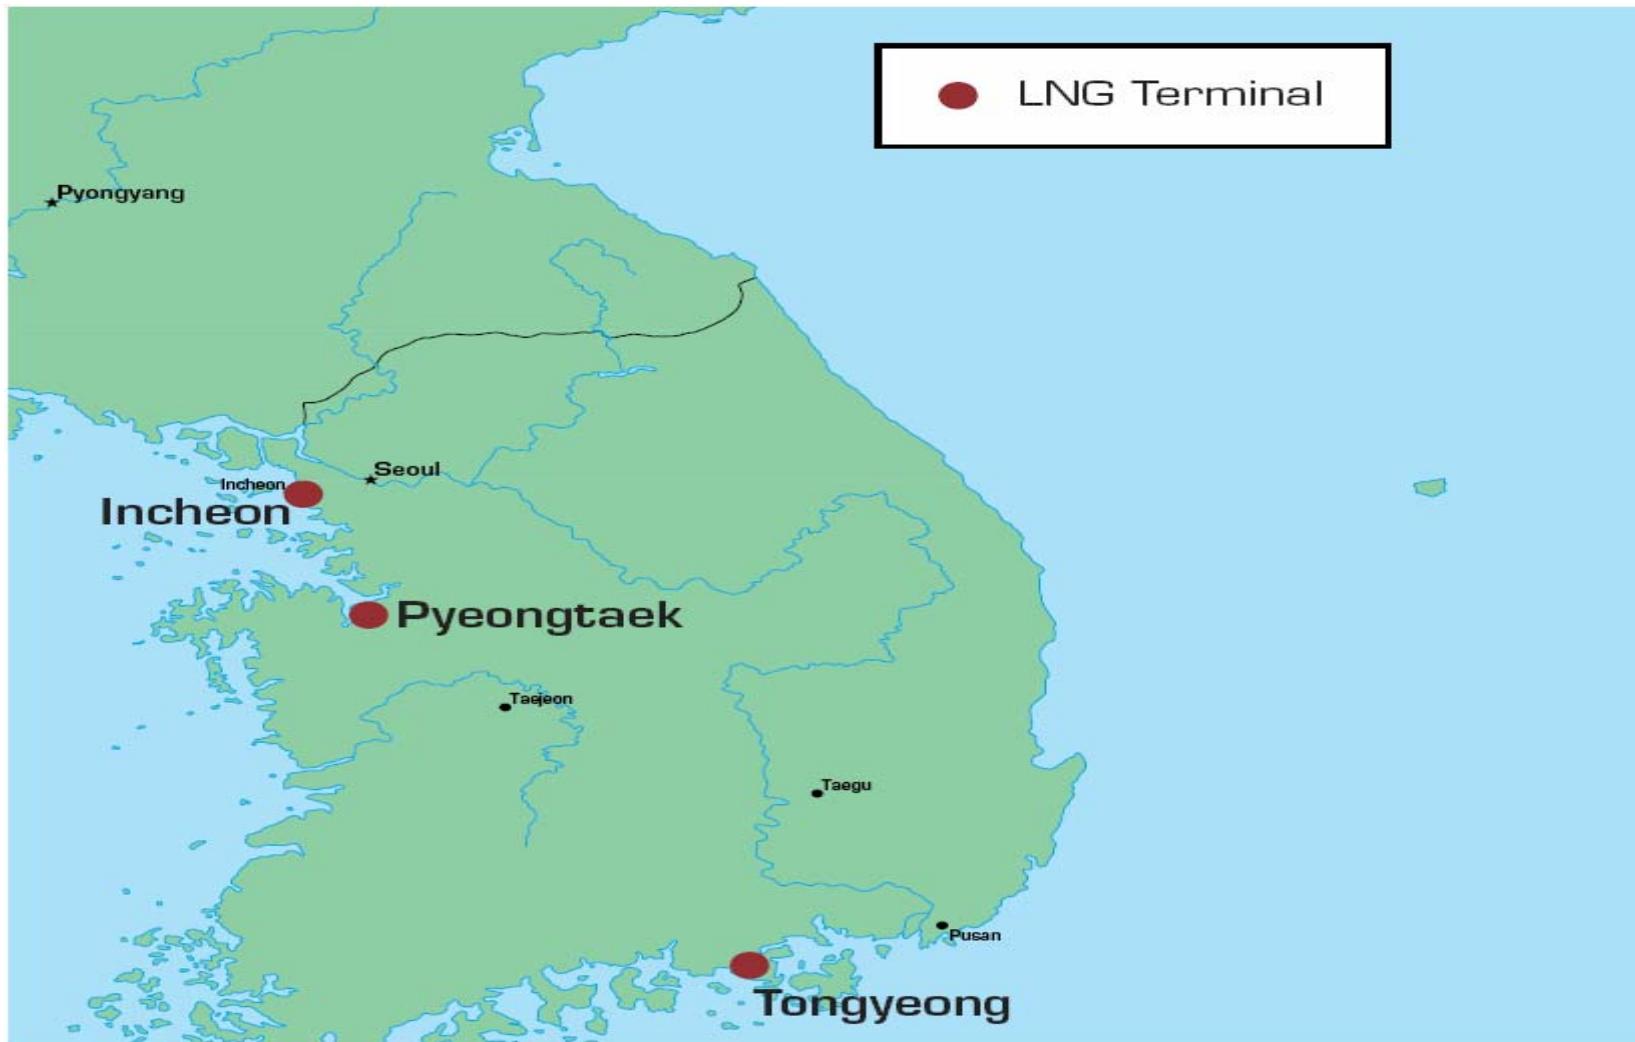 LNG Terminal
Pyongyang
Seoul
Incheon
Incheon
Pyeongtaek
Taejeon
Taegu
Pusan
Tongyeong